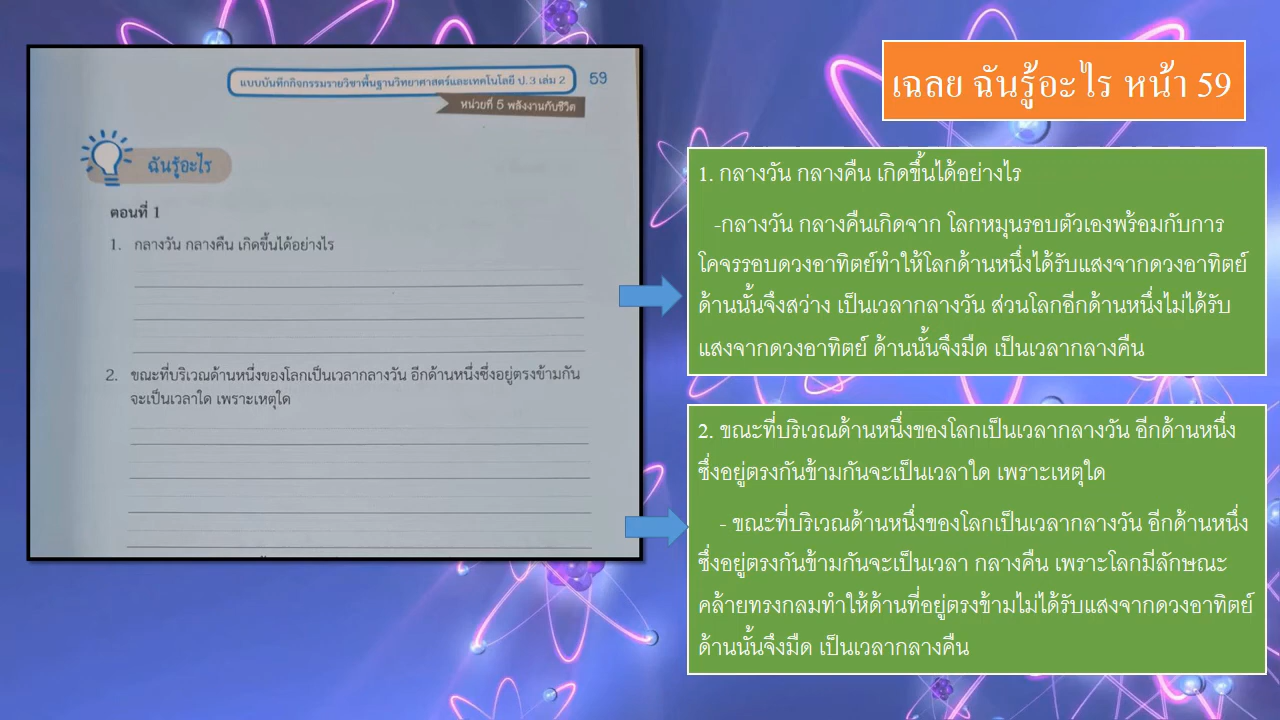 แบบบันทึกกิจกรรมรายวิชาพื้นฐานวิทยาศาสตร์และเทคโนโลยี ป.3 เล่ม 2 59
หน่วยที่ 5 พลังงานกับชีวิต
ฉันรู้อะไร
ตอนที่ 1
1. กลางวัน กลางคืน เกิดขึ้นได้อย่างไร
2. ขณะที่บริเวณด้านหนึ่งของโลกเป็นเวลากลางวัน อีกด้านหนึ่งซึ่งอยู่ตรงข้ามกัน
จะเป็นเวลาใด เพราะเหตุใด
เฉลย ฉันรู้อะไร หน้า 59
1. กลางวัน กลางคืน เกิดขึ้นได้อย่างไร
-กลางวัน กลางคืนเกิดจาก โลกหมุนรอบตัวเองพร้อมกับการ
โคจรรอบดวงอาทิตย์ทำให้โลกด้านหนึ่งได้รับแสงจากดวงอาทิตย์
ด้านนั้นจึงสว่าง เป็นเวลากลางวัน ส่วนโลกอีกด้านหนึ่งไม่ได้รับ
แสงจากดวงอาทิตย์ ด้านนั้นจึงมืด เป็นเวลากลางคืน
2. ขณะที่บริเวณด้านหนึ่งของโลกเป็นเวลากลางวัน อีกด้านหนึ่ง
ซึ่งอยู่ตรงกันข้ามกันจะเป็นเวลาใด เพราะเหตุใด
- ขณะที่บริเวณด้านหนึ่งของโลกเป็นเวลากลางวัน อีกด้านหนึ่ง
ซึ่งอยู่ตรงกันข้ามกันจะเป็นเวลา กลางคืน เพราะโลกมีลักษณะ
คล้ายทรงกลมทำให้ด้านที่อยู่ตรงข้ามไม่ได้รับแสงจากดวงอาทิตย์
ด้านนั้นจึงมืด เป็นเวลากลางคืน